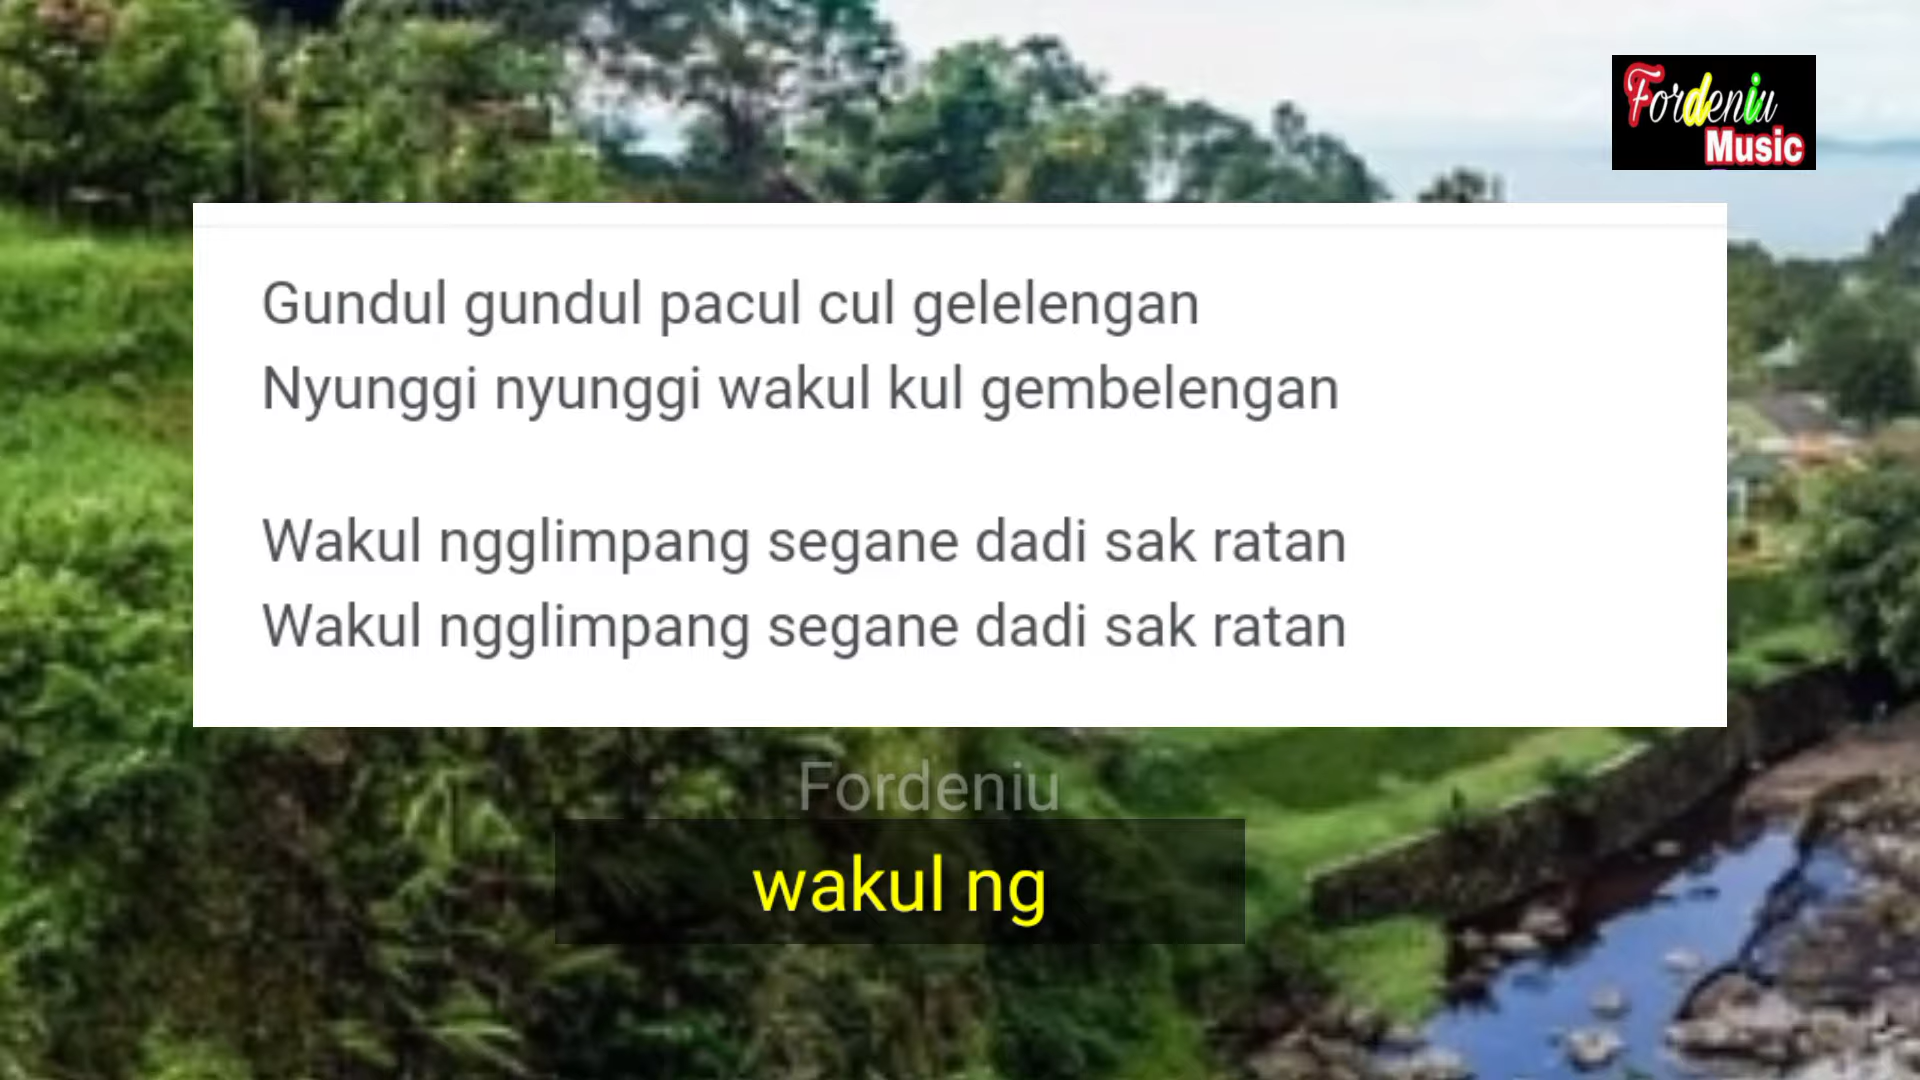 Fordeniu
Music
Gundul gundul pacul cul gelelengan
Nyunggi nyunggi wakul kul gembelengan
Wakul ngglimpang segane dadi sak ratan
Wakul ngglimpang segane dadi sak ratan
Fordeniu
wakul ng